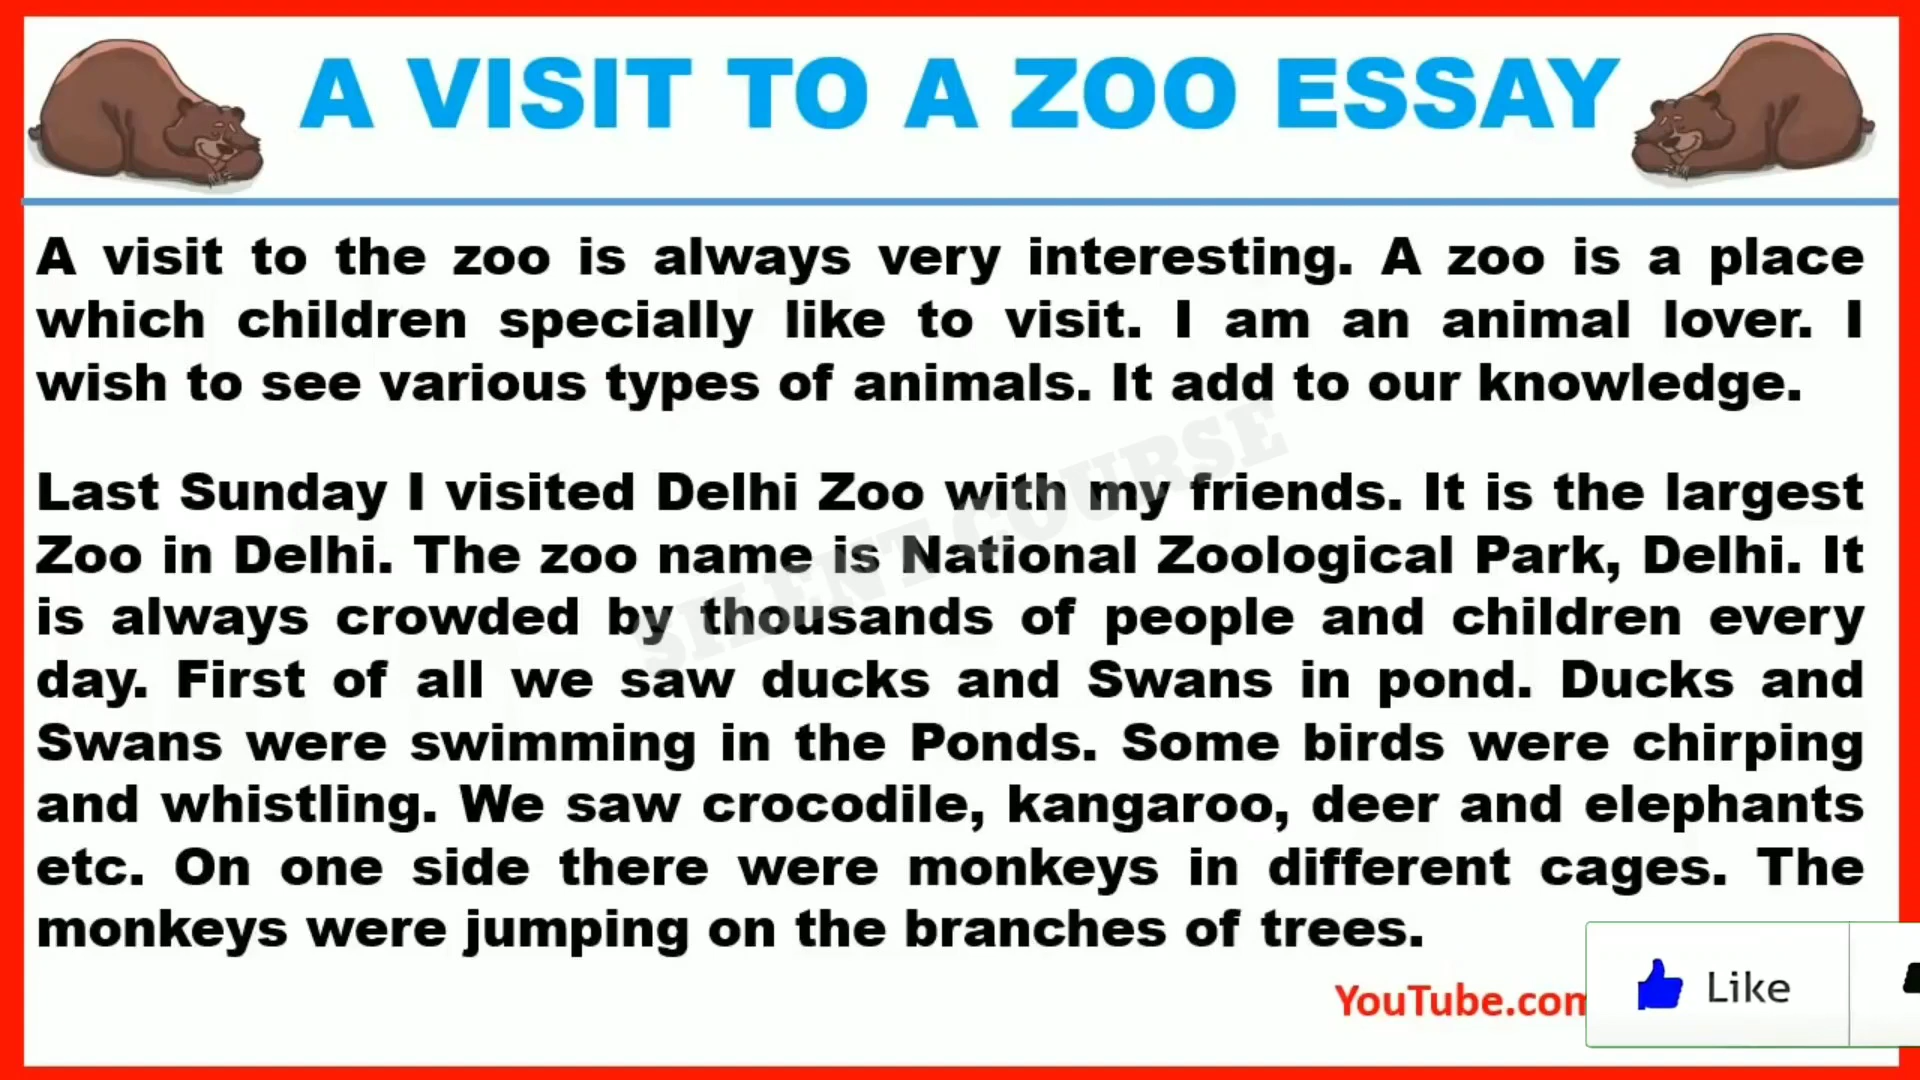 A VISIT TO A ZOO ESSAY
A visit to the zoo is always very interesting. A zoo is a place
which children specially like to visit. I am an animal lover. I
wish to see various types of animals. It add to our knowledge.
Last Sunday I visited Delhi Zoo with my friends. It is the largest
Zoo in Delhi. The zoo name is National Zoological Park, Delhi. It
is always crowded by thousands of people and children every
day. First of all we saw ducks and Swans in pond. Ducks and
Swans were swimming in the Ponds. Some birds were chirping
and whistling. We saw crocodile, kangaroo, deer and elephants
etc. On one side there were monkeys in different cages. The
monkeys were jumping on the branches of trees.
SILENT COURSE
YouTube.com
Like